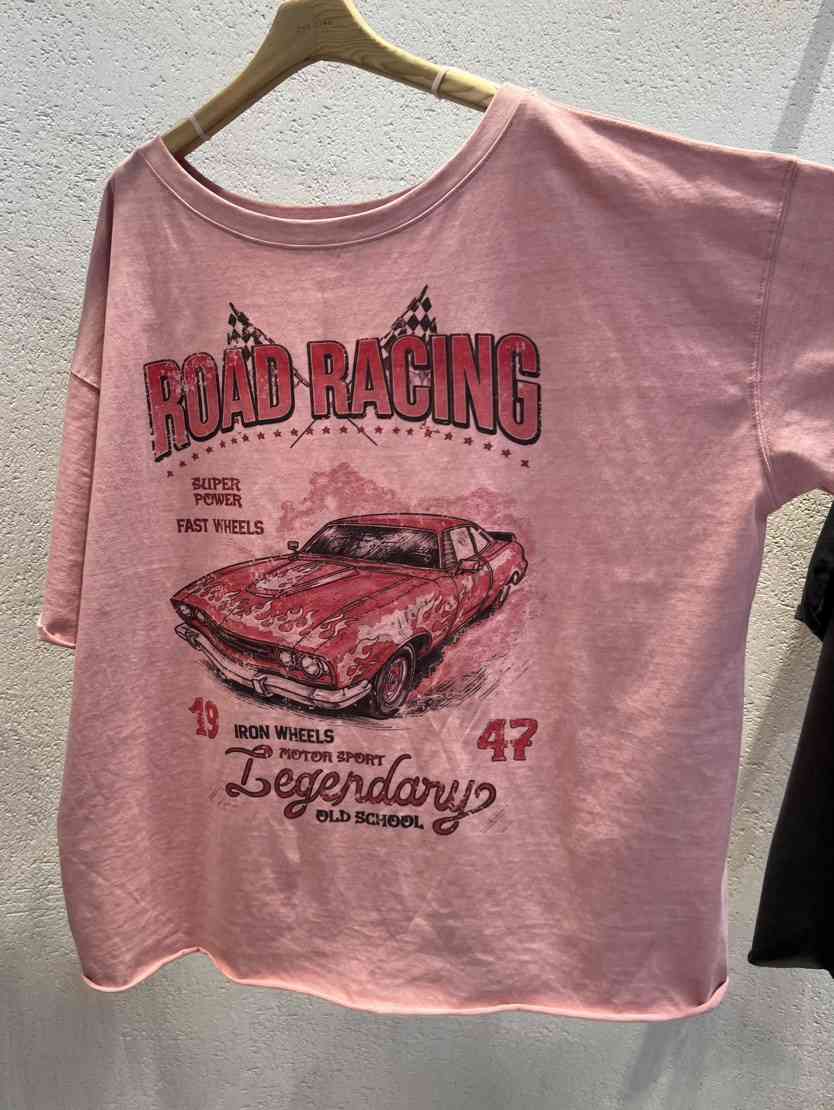 ROAD RACING
SUPER
POWER
FAST WHEELS
19 IRON WHEELS 47
MOTOR SPORT
Legendary
OLD SCHOOL